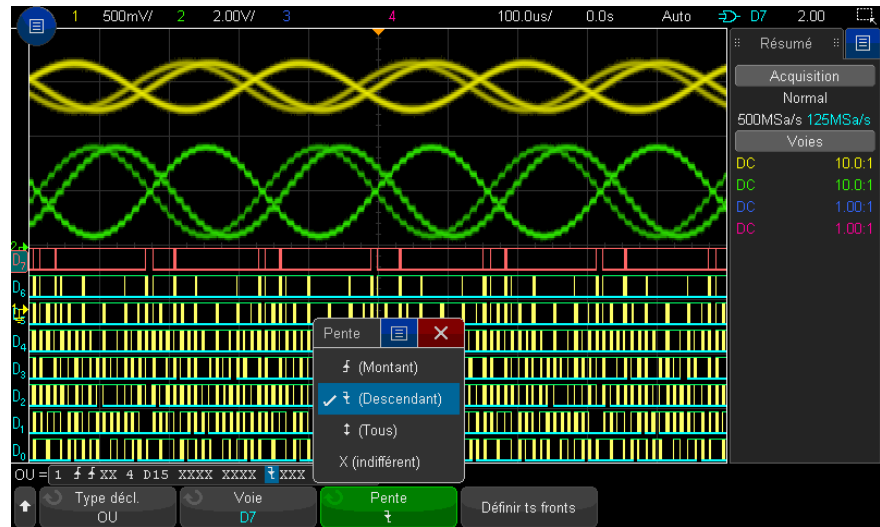 1 500mV/ 2 2.00V/ 3 4 100.0us/ 0.0s Auto D7 2.00
Résumé
Acquisition
Normal
500MSa/s 125MSa/s
Voies
DC 10.0:1
DC 10.0:1
DC 1.00:1
DC 1.00:1
2
D7
D6
1
D4
D3
D2
D1
D0
Pente
(Montant)
(Descendant)
(Tous)
X (indifférent)
OU = 1 XX 4 D15 XXXX XXXX XXX
Type décl.
OU
Voie
D7
Pente
Définir ts fronts